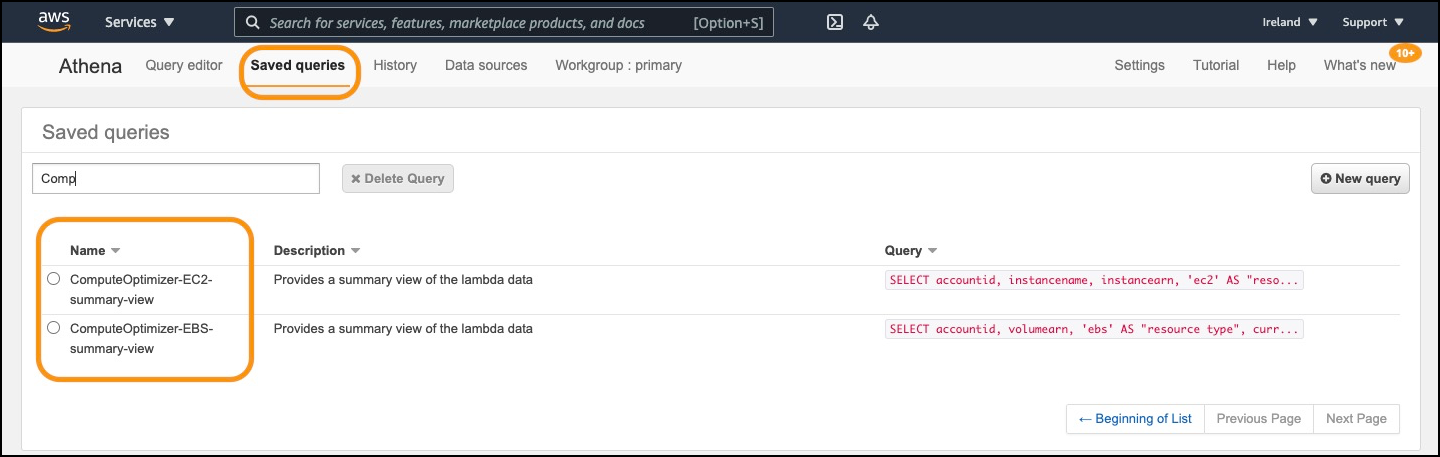 aws Services Search for services, features, marketplace products, and docs [Option+S] Ireland Support
10+
Athena Query editor Saved queries History Data sources Workgroup : primary Settings Tutorial Help What's new
Saved queries
Comp Delete Query New query
Name Description Query
ComputeOptimizer-EC2- Provides a summary view of the lambda data SELECT accountid, instancename, instancearn, 'ec2' AS "reso...
summary-view
ComputeOptimizer-EBS- Provides a summary view of the lambda data SELECT accountid, volumearn, 'ebs' AS "resource type", curr...
summary-view
← Beginning of List Previous Page Next Page